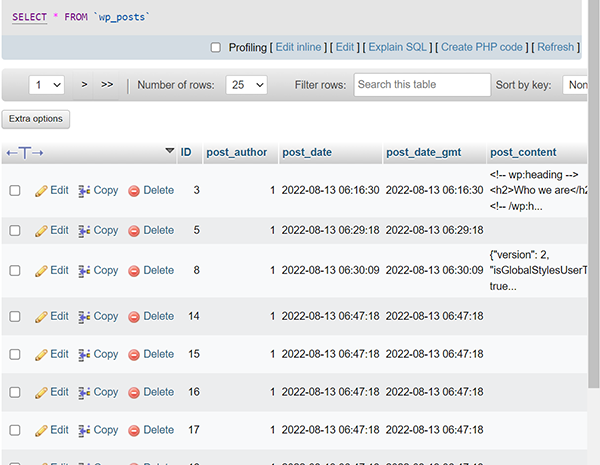 SELECT * FROM `wp_posts`
Profiling [ Edit inline ] [ Edit ] [ Explain SQL ] [ Create PHP code ] [ Refresh ]
1 > >> Number of rows: 25 Filter rows: Search this table Sort by key: Non
Extra options
←T→ ID post_author post_date post_date_gmt post_content
<!-- wp:heading -->
Edit Copy Delete 3 1 2022-08-13 06:16:30 2022-08-13 06:16:30 <h2>Who we are</h2
<!-- /wp:h...
Edit Copy Delete 5 1 2022-08-13 06:29:18 2022-08-13 06:29:18
{"version": 2,
Edit Copy Delete 8 1 2022-08-13 06:30:09 2022-08-13 06:30:09 "isGlobalStylesUserT
true...
Edit Copy Delete 14 1 2022-08-13 06:47:18 2022-08-13 06:47:18
Edit Copy Delete 15 1 2022-08-13 06:47:18 2022-08-13 06:47:18
Edit Copy Delete 16 1 2022-08-13 06:47:18 2022-08-13 06:47:18
Edit Copy Delete 17 1 2022-08-13 06:47:18 2022-08-13 06:47:18